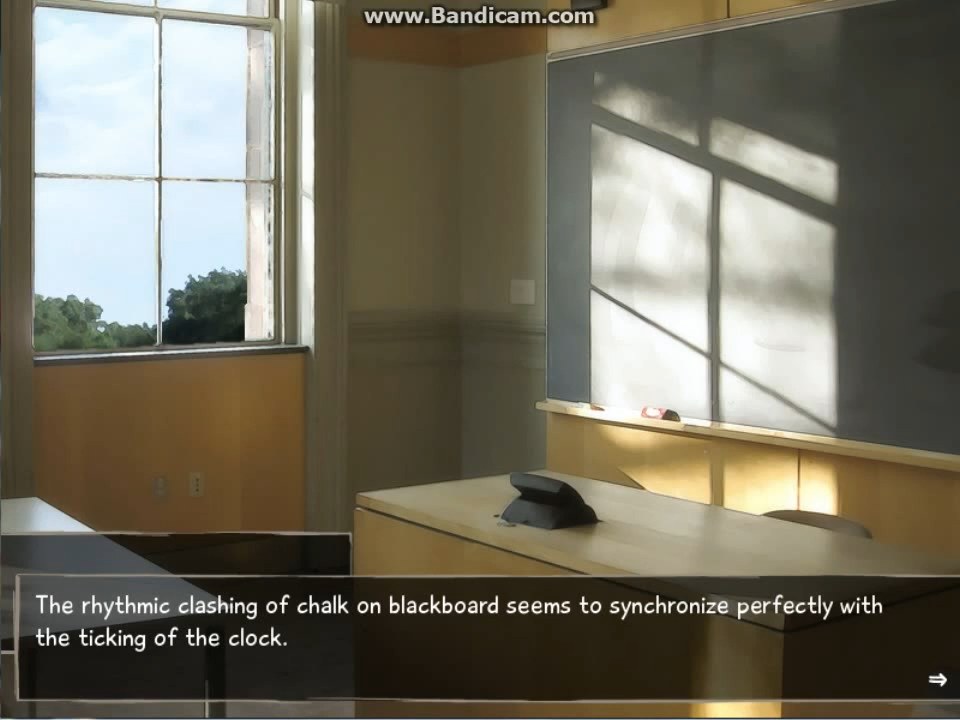 www.Bandicam.com
The rhythmic clashing of chalk on blackboard seems to synchronize perfectly with
the ticking of the clock.